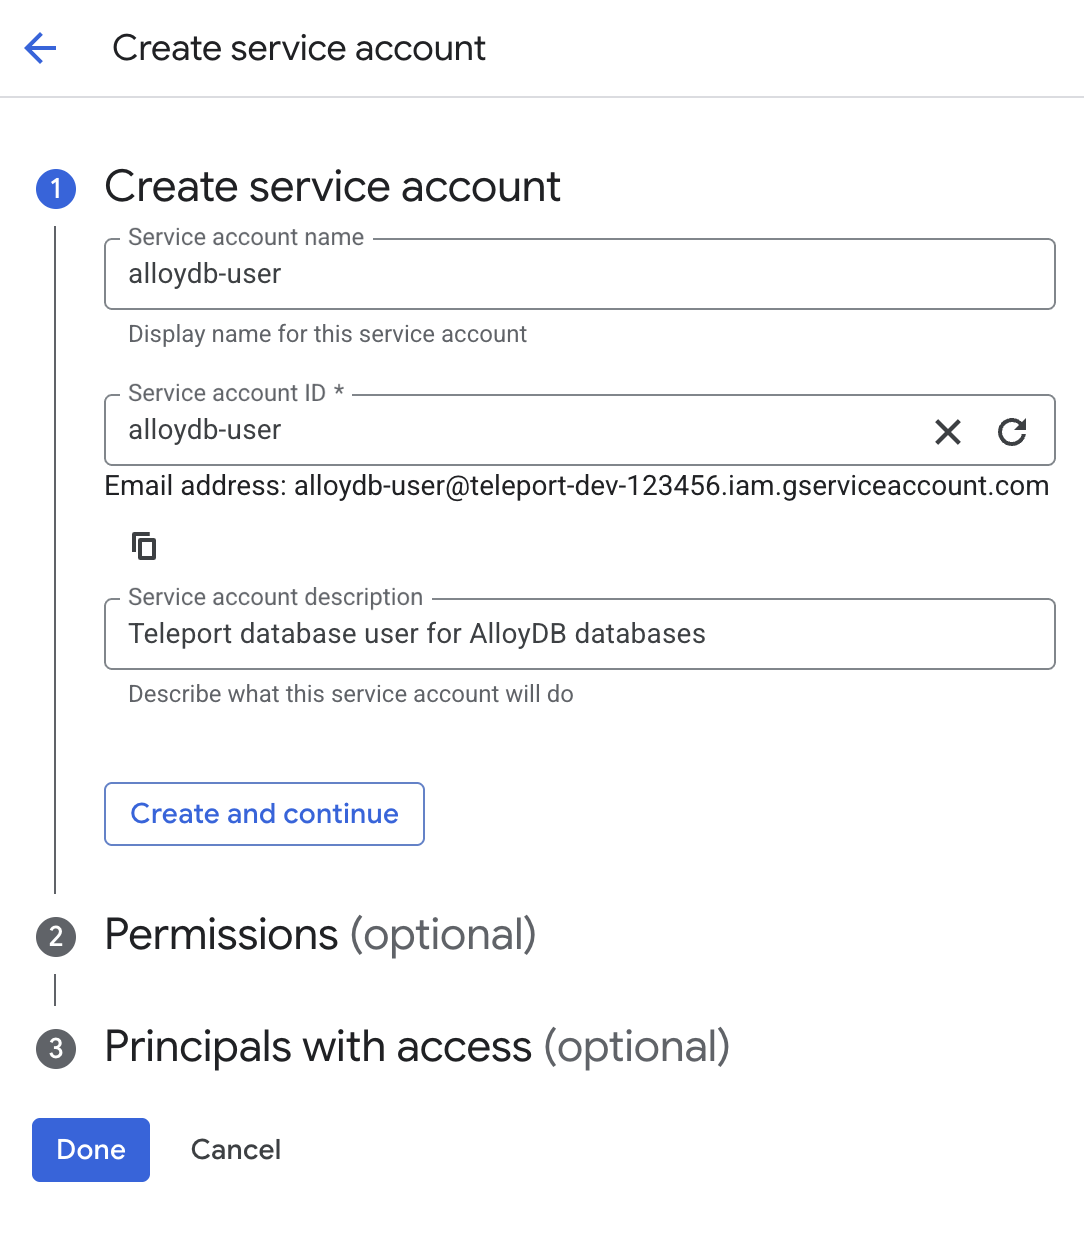 Create service account
1 Create service account
Service account name
alloydb-user
Display name for this service account
Service account ID *
alloydb-user
Email address: alloydb-user@teleport-dev-123456.iam.gserviceaccount.com
Service account description
Teleport database user for AlloyDB databases
Describe what this service account will do
Create and continue
2 Permissions (optional)
3 Principals with access (optional)
Done Cancel